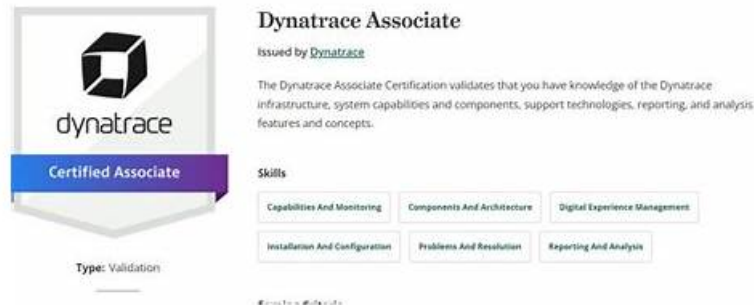 dynatrace
Certified Associate
Type: Validation
Dynatrace Associate
Issued by Dynatrace
The Dynatrace Associate Certification validates that you have knowledge of the Dynatrace
infrastructure, system capabilities and components, support technologies, reporting, and analysis
features and concepts.
Skills
Capabilities And Monitoring
Components And Architecture
Digital Experience Management
Installation And Configuration
Problems And Resolution
Reporting And Analysis